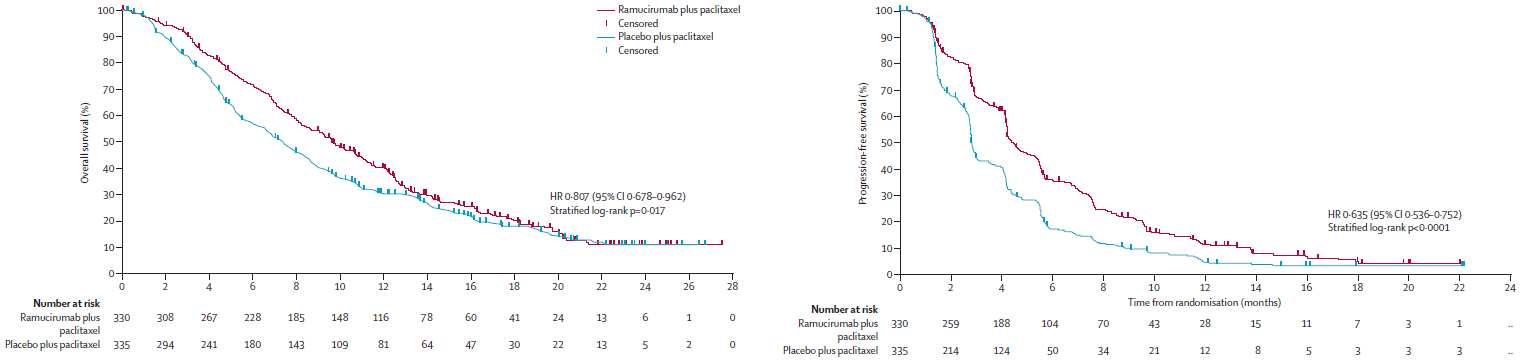 Ramucirumab plus paclitaxel
Censored
Placebo plus paclitaxel
Censored
Overall survival (%)
100
90
80
70
60
50
40
30
20
10
0
HR 0·807 (95% CI 0·678–0·962)
Stratified log-rank p=0·017
0 2 4 6 8 10 12 14 16 18 20 22 24 26 28
Number at risk
Ramucirumab plus
paclitaxel
330 308 267 228 185 148 116 78 60 41 24 13 6 1 0
Placebo plus paclitaxel 335 294 241 180 143 109 81 64 47 30 22 13 5 2 0
Progression-free survival (%)
100
90
80
70
60
50
40
30
20
10
0
HR 0·635 (95% CI 0·536–0·752)
Stratified log-rank p<0·0001
0 2 4 6 8 10 12 14 16 18 20 22 24
Time from randomisation (months)
Number at risk
Ramucirumab plus
paclitaxel
330 259 188 104 70 43 28 15 11 7 3 1 ..
Placebo plus paclitaxel 335 214 124 50 34 21 12 8 5 3 3 3 ..